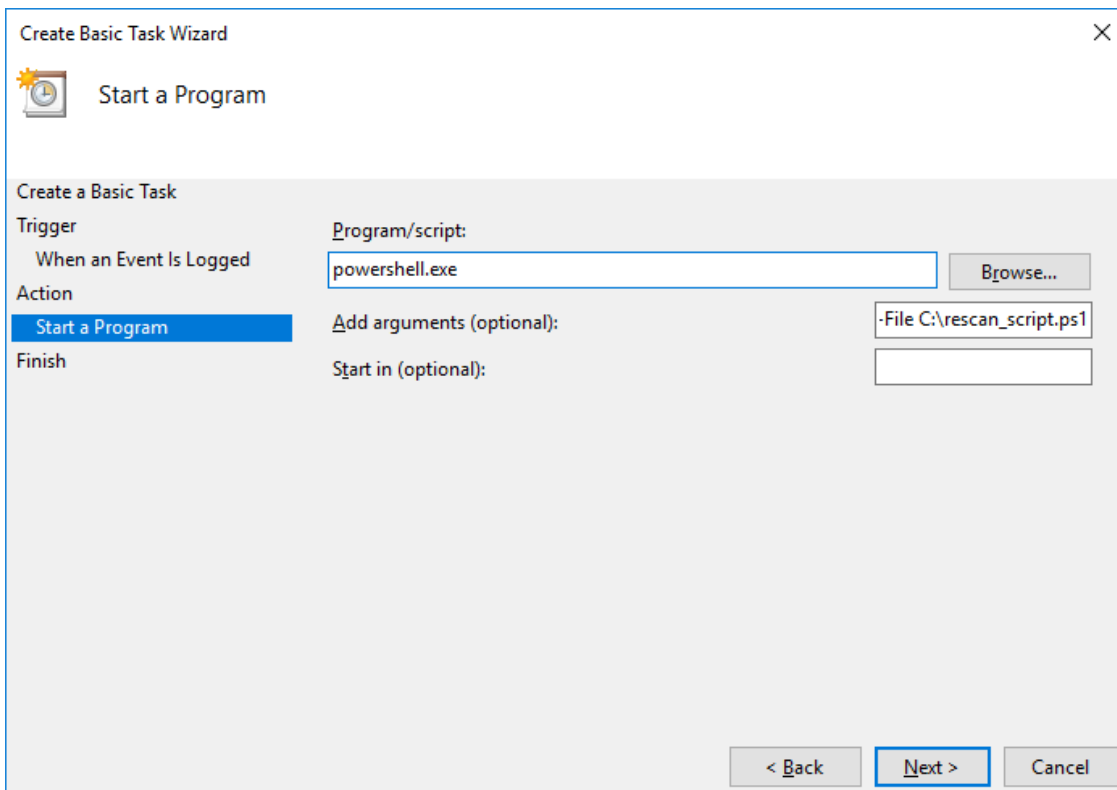 Create Basic Task Wizard
Start a Program
Create a Basic Task
Trigger
When an Event Is Logged
Action
Start a Program
Finish
Program/script:
powershell.exe
Browse...
Add arguments (optional):
-File C:\rescan_script.ps1
Start in (optional):
< Back
Next >
Cancel